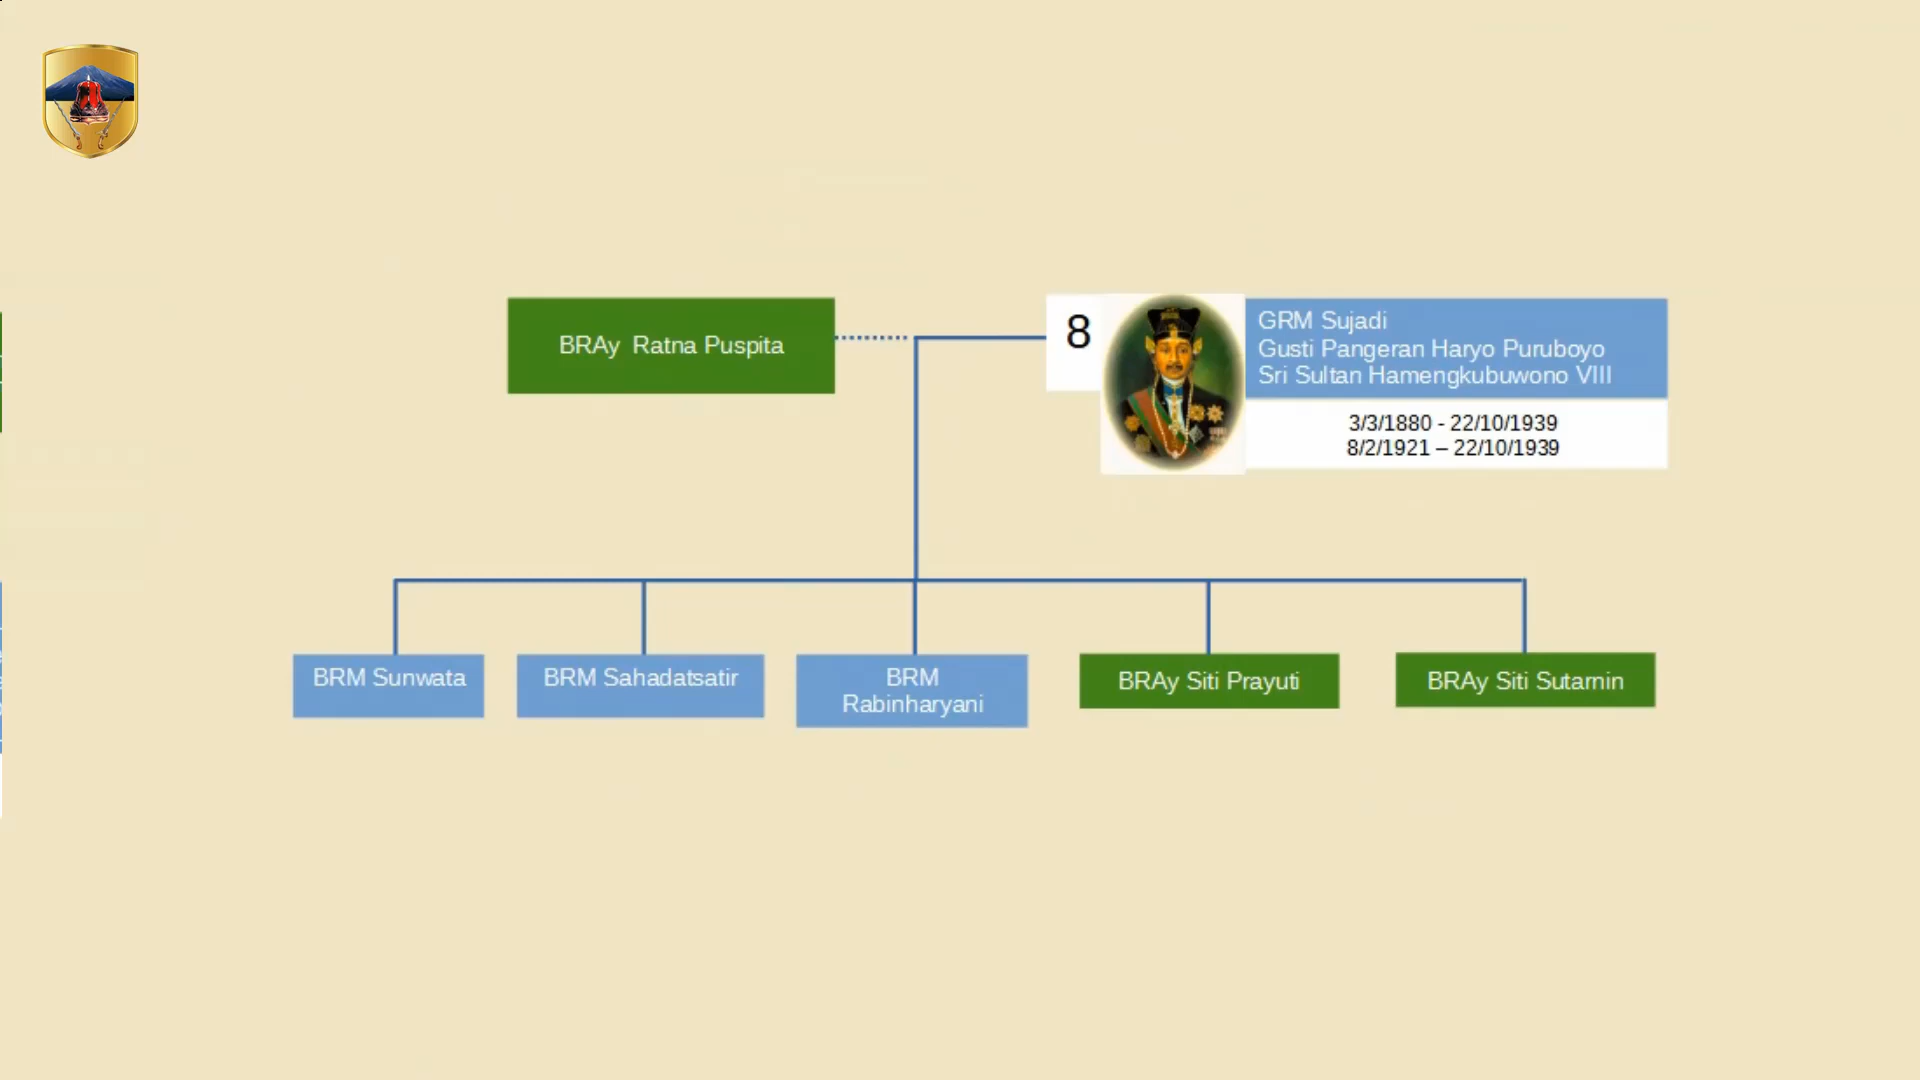 BRAy Ratna Puspita
8
GRM Sujadi
Gusti Pangeran Haryo Puruboyo
Sri Sultan Hamengkubuwono VIII
3/3/1880 - 22/10/1939
8/2/1921 – 22/10/1939
BRM Sunwata
BRM Sahadatsatir
BRM
Rabinharyani
BRAy Siti Prayuti
BRAy Siti Sutarnin